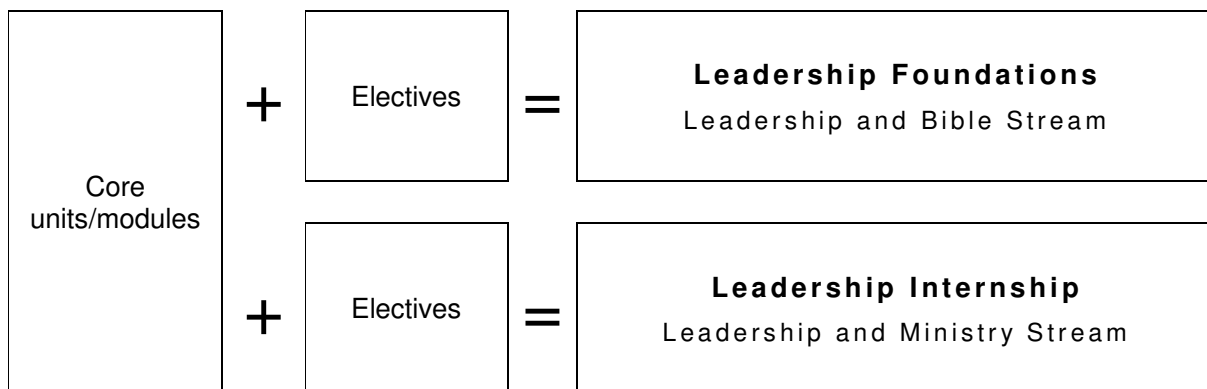 Core
units/modules
+
Electives
=
Leadership Foundations
Leadership and Bible Stream
+
Electives
=
Leadership Internship
Leadership and Ministry Stream